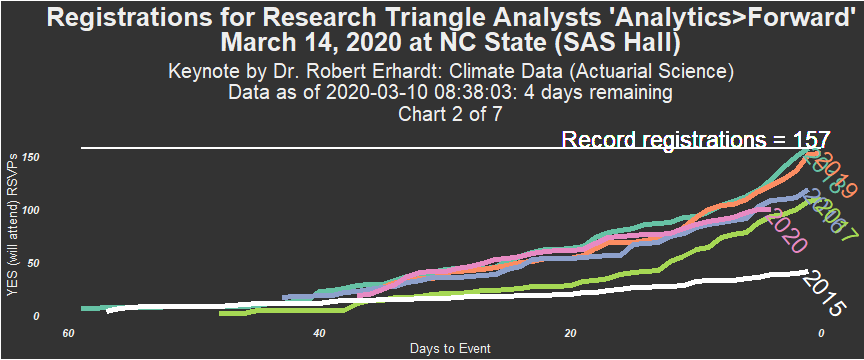 Registrations for Research Triangle Analysts 'Analytics>Forward'
March 14, 2020 at NC State (SAS Hall)
Keynote by Dr. Robert Erhardt: Climate Data (Actuarial Science)
Data as of 2020-03-10 08:38:03: 4 days remaining
Chart 2 of 7
Record registrations = 157
YES (will attend) RSVPs
150
100
50
0
2019
2018
2017
2020
2015
60
40
20
0
Days to Event